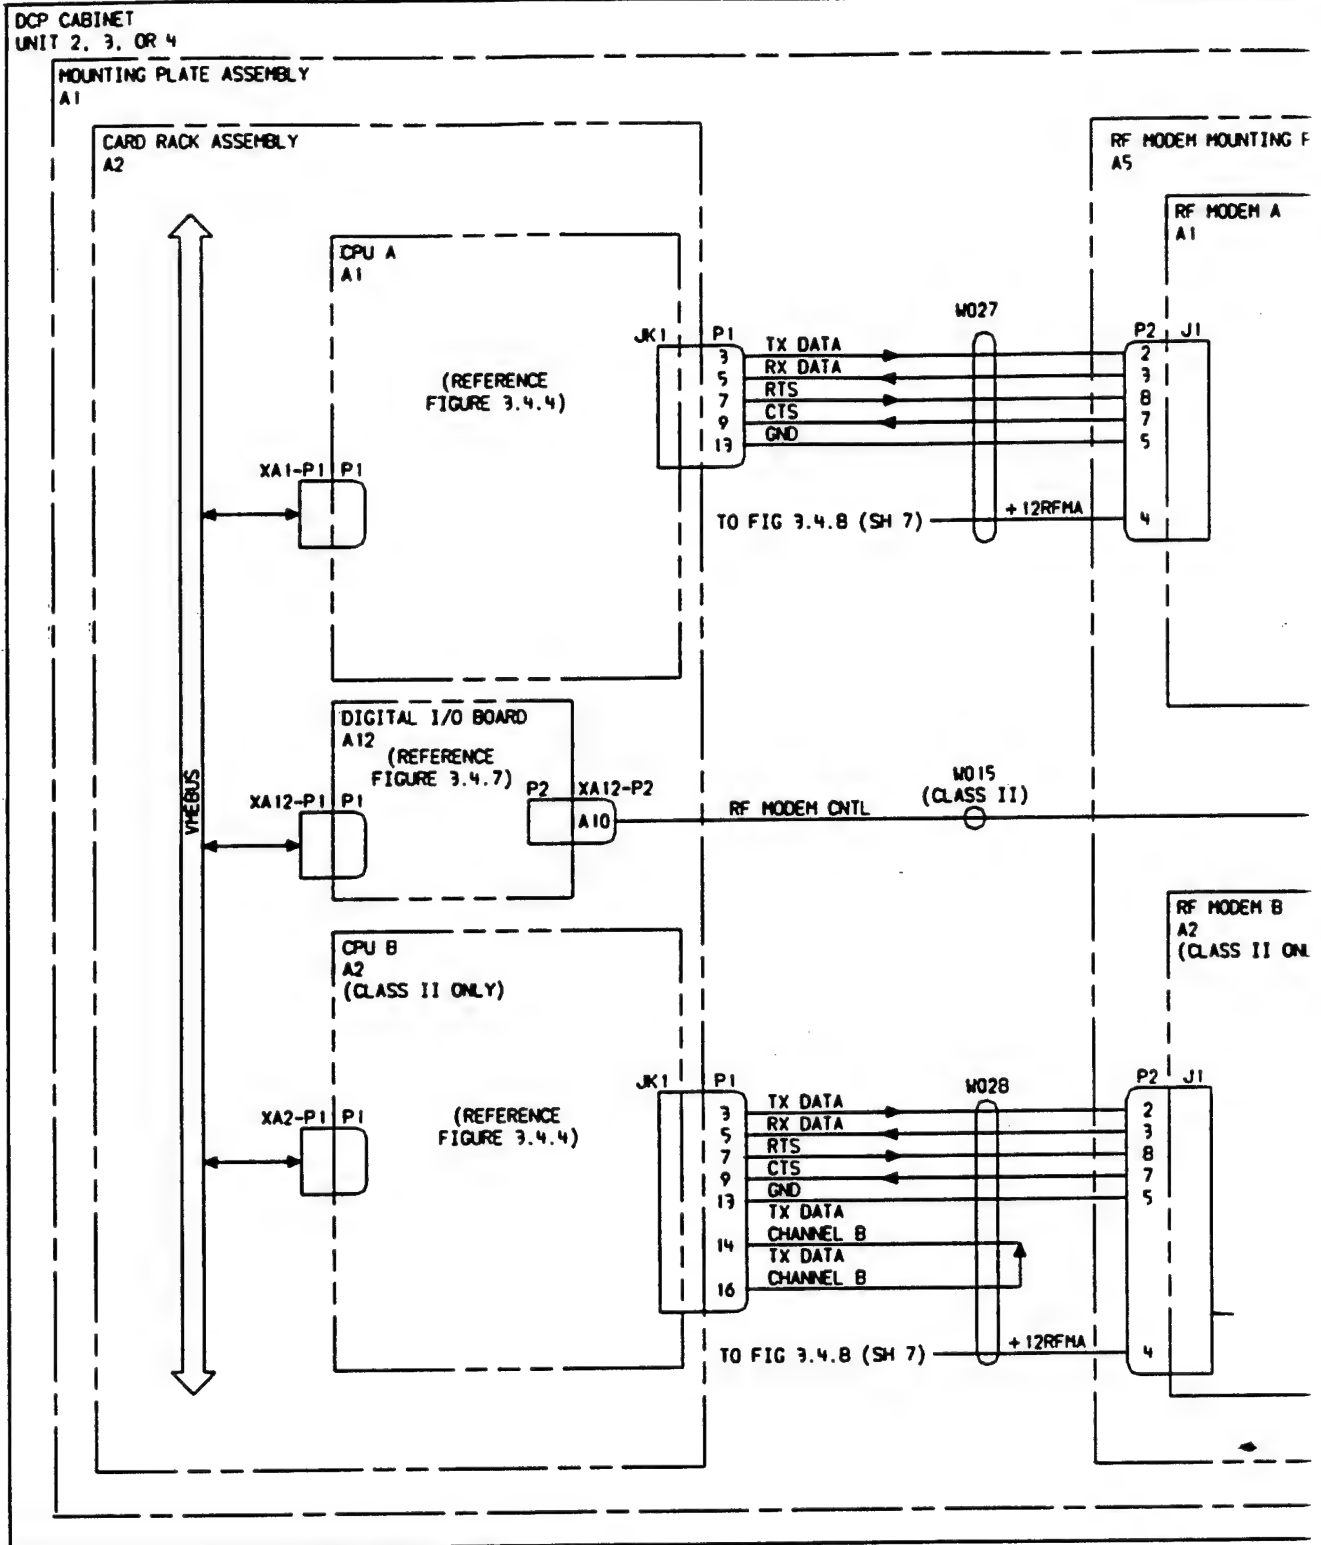 DCP CABINET
UNIT 2, 3, OR 4
MOUNTING PLATE ASSEMBLY
A1
CARD RACK ASSEMBLY
A2
RF MODEM MOUNTING
A5
RF MODEM A
A1
CPU A
A1
(REFERENCE
FIGURE 3.4.4)
JK1 P1
W027
P2 J1
3 TX DATA 2
5 RX DATA 3
7 RTS 8
9 CTS 7
13 GND 5
XA1-P1 P1
TO FIG 3.4.8 (SH 7) +12RFMA 4
VMEBUS
DIGITAL I/O BOARD
A12
(REFERENCE
FIGURE 3.4.7)
XA12-P1 P1
P2 XA12-P2
A10
RF MODEM CNTL
W015
(CLASS II)
RF MODEM B
A2
(CLASS II ONL
CPU B
A2
(CLASS II ONLY)
(REFERENCE
FIGURE 3.4.4)
XA2-P1 P1
JK1 P1
W028
P2 J1
3 TX DATA 2
5 RX DATA 3
7 RTS 8
9 CTS 7
13 GND 5
TX DATA
14 CHANNEL B
TX DATA
16 CHANNEL B
TO FIG 3.4.8 (SH 7) +12RFMA 4